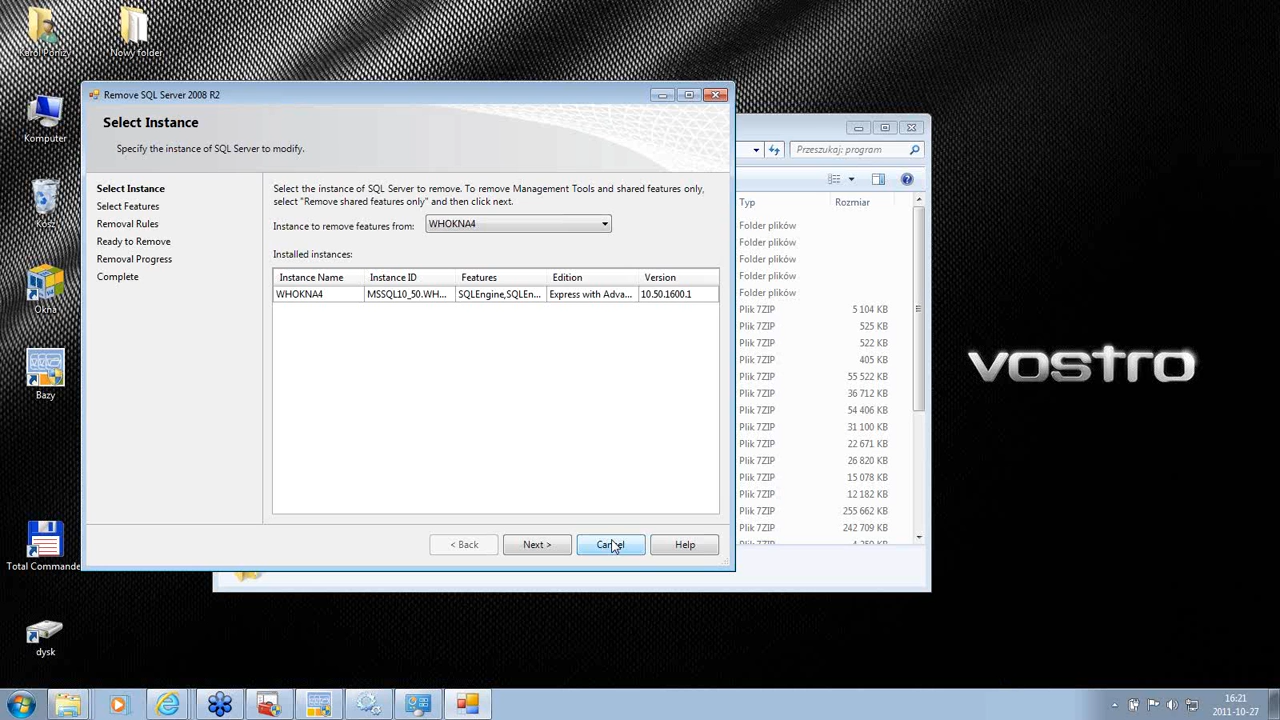 Nowy folder
Remove SQL Server 2008 R2
Select Instance
Specify the instance of SQL Server to modify.
Przeszukaj: program
Select Instance
Select Features
Removal Rules
Ready to Remove
Removal Progress
Complete
Select the instance of SQL Server to remove. To remove Management Tools and shared features only,
select "Remove shared features only" and then click next.
Instance to remove features from:
WHOKNA4
Installed instances:
Instance Name
Instance ID
Features
Edition
Version
WHOKNA4
MSSQL10_50.WH...
SQLEngine,SQLEn...
Express with Adva...
10.50.1600.1
< Back
Next >
Help
Typ
Rozmiar
Folder plików
Folder plików
Folder plików
Folder plików
Folder plików
Plik 7ZIP 5 104 KB
Plik 7ZIP 525 KB
Plik 7ZIP 522 KB
Plik 7ZIP 405 KB
Plik 7ZIP 55 522 KB
Plik 7ZIP 36 712 KB
Plik 7ZIP 54 406 KB
Plik 7ZIP 31 100 KB
Plik 7ZIP 22 671 KB
Plik 7ZIP 26 820 KB
Plik 7ZIP 15 078 KB
Plik 7ZIP 12 182 KB
Plik 7ZIP 255 662 KB
Plik 7ZIP 242 709 KB
Komputer
Okna
Bazy
Total Commande
dysk
vostro
16:21
2011-10-27